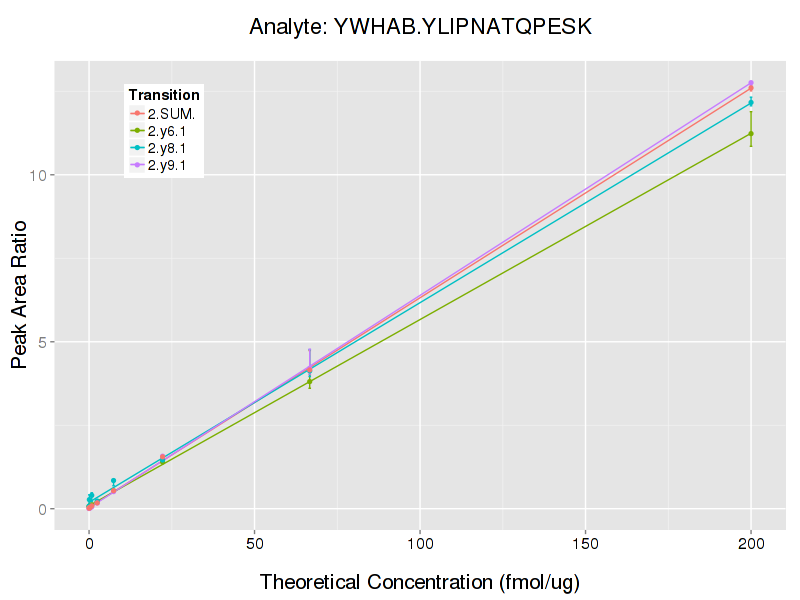 Analyte: YWHAB.YLIPNATQPESK
Transition
2.SUM.
2.y6.1
2.y8.1
2.y9.1
Peak Area Ratio
10
5
0
0 50 100 150 200
Theoretical Concentration (fmol/ug)